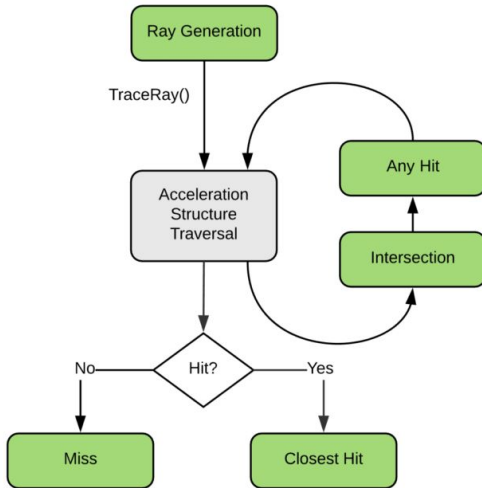 Ray Generation
TraceRay()
Acceleration
Structure
Traversal
Any Hit
Intersection
Hit?
No
Yes
Miss
Closest Hit